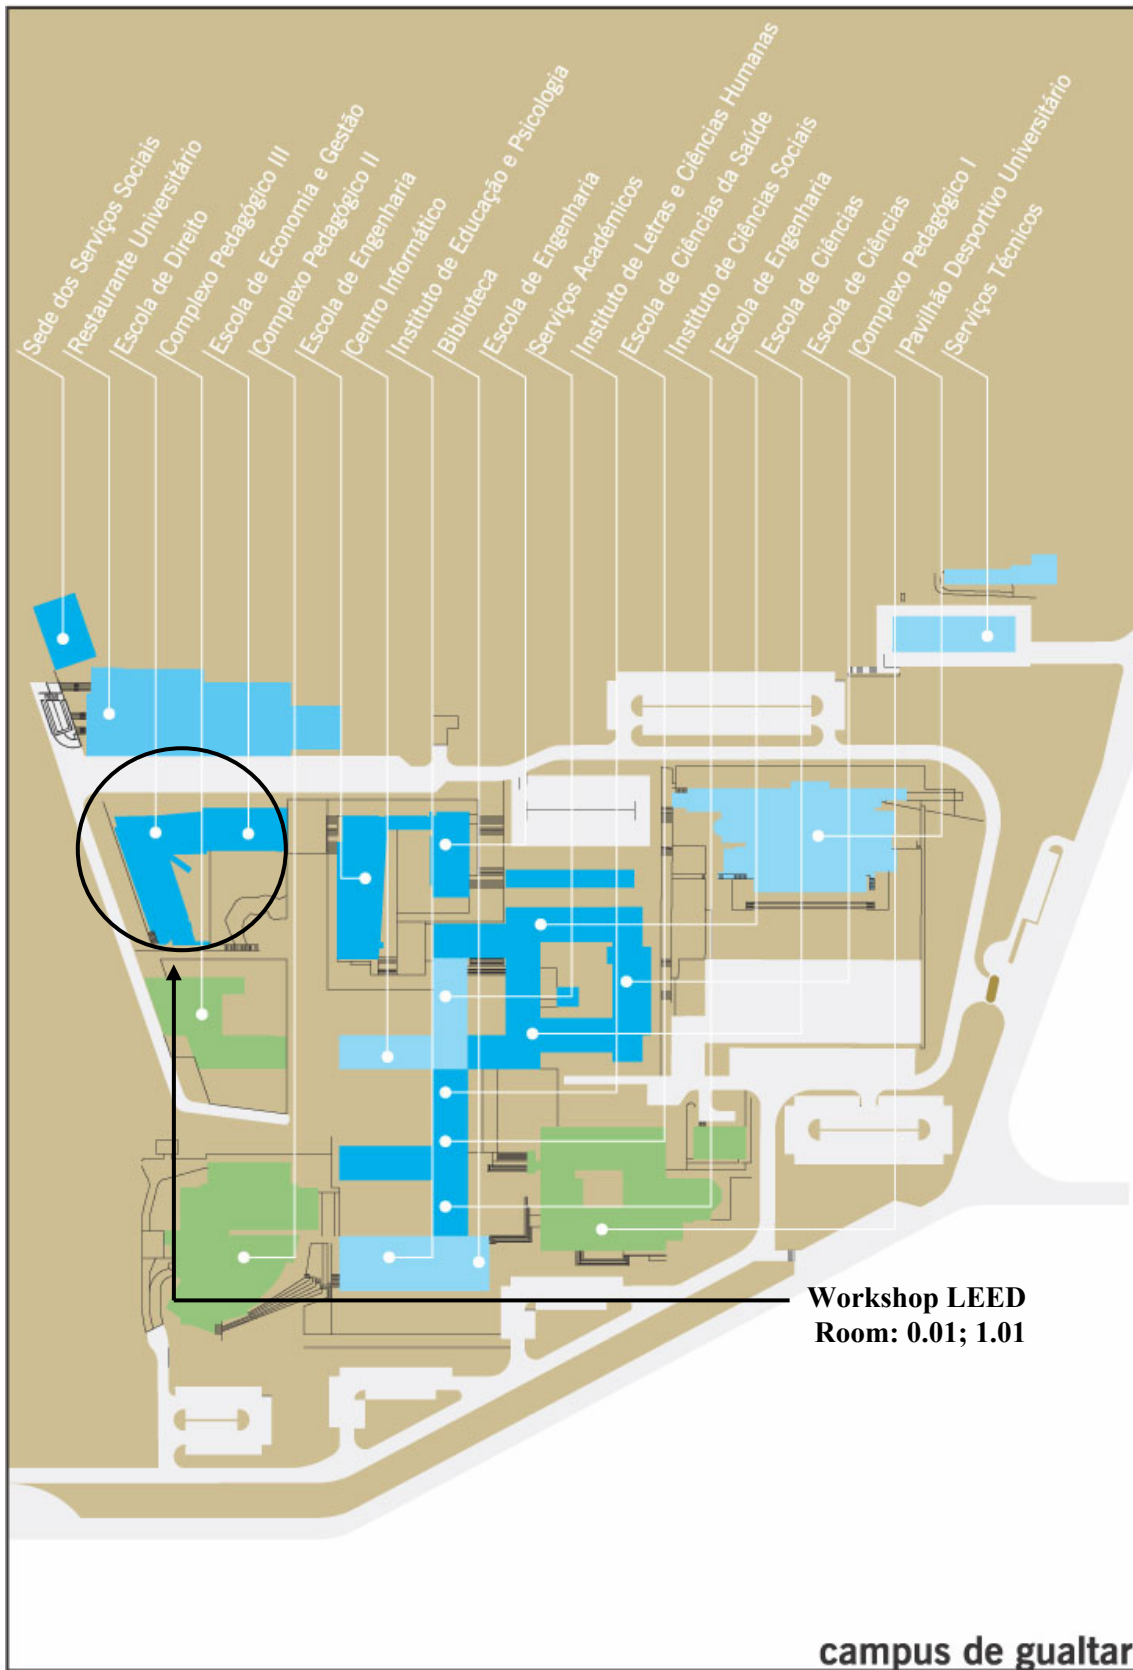 Sede dos Serviços Sociais
Restaurante Universitário
Escola de Direito
Complexo Pedagógico III
Escola de Economia e Gestão
Complexo Pedagógico II
Escola de Engenharia
Centro Informático
Instituto de Educação e Psicologia
Biblioteca
Escola de Engenharia
Serviços Académicos
Instituto de Letras e Ciências Humanas
Escola de Ciências da Saúde
Instituto de Ciências Sociais
Escola de Engenharia
Escola de Ciências
Escola de Ciências
Complexo Pedagógico I
Pavilhão Desportivo Universitário
Serviços Técnicos
Workshop LEED
Room: 0.01; 1.01
campus de gualtar